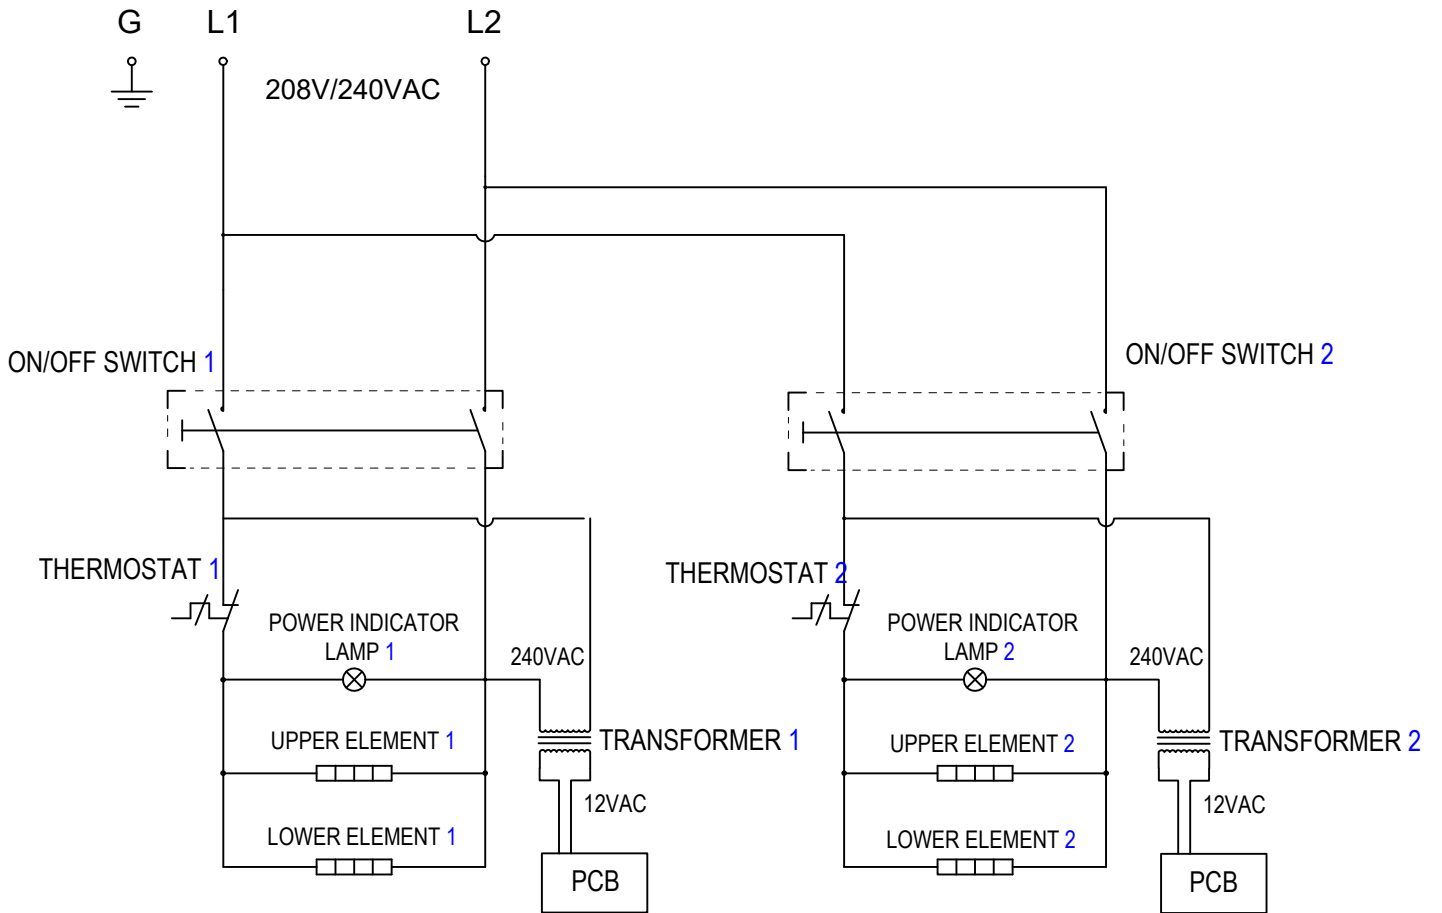 G L1 L2
208V/240VAC
ON/OFF SWITCH 1
ON/OFF SWITCH 2
THERMOSTAT 1
THERMOSTAT 2
POWER INDICATOR
LAMP 1
240VAC
POWER INDICATOR
LAMP 2
240VAC
UPPER ELEMENT 1
TRANSFORMER 1
UPPER ELEMENT 2
TRANSFORMER 2
12VAC
12VAC
LOWER ELEMENT 1
LOWER ELEMENT 2
PCB
PCB